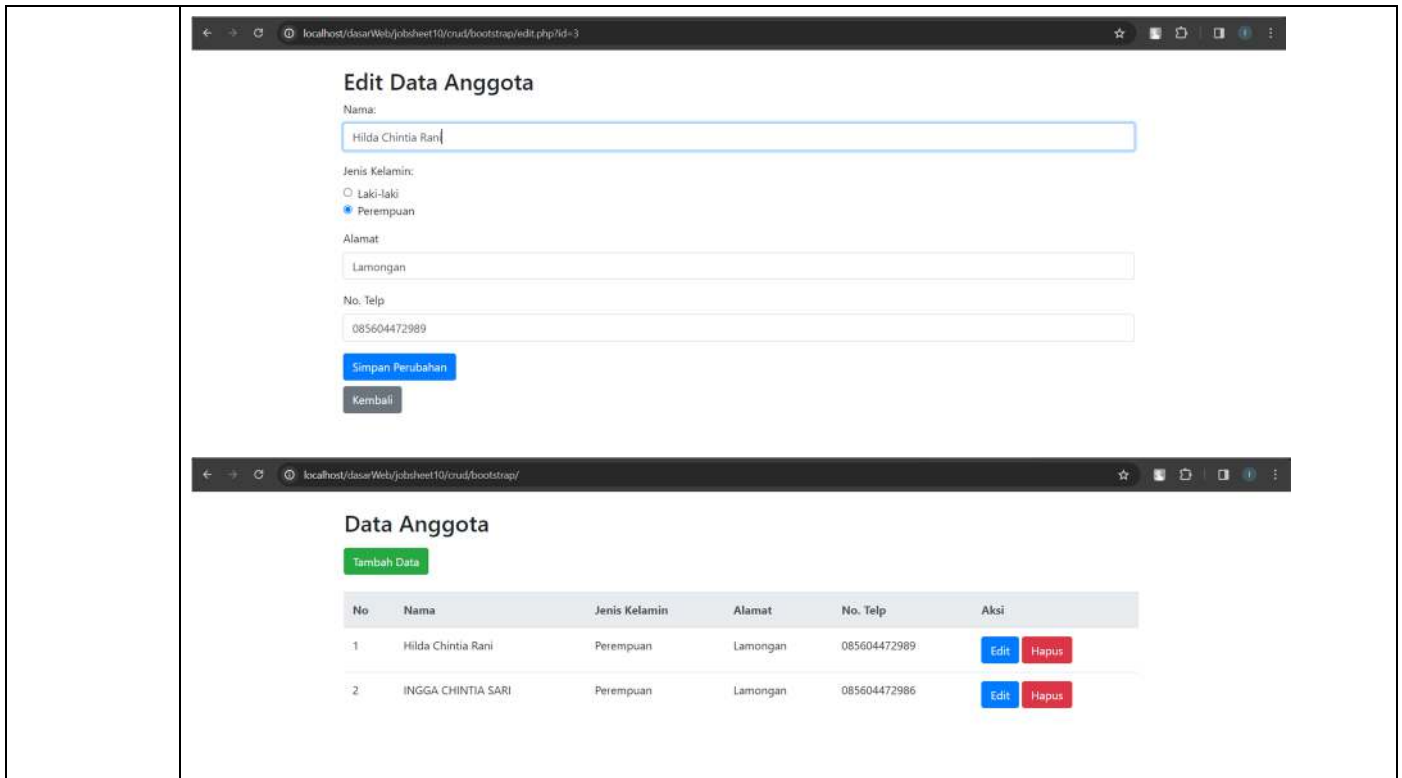 localhost/dasarWeb/jobsheet10/crud/bootstrap/edit.php?id=3
Edit Data Anggota
Nama:
Hilda Chintia Rani
Jenis Kelamin:
Laki-laki
Perempuan
Alamat
Lamongan
No. Telp
085604472989
Simpan Perubahan
Kembali
localhost/dasarWeb/jobsheet10/crud/bootstrap/
Data Anggota
Tambah Data
No Nama Jenis Kelamin Alamat No. Telp Aksi
1 Hilda Chintia Rani Perempuan Lamongan 085604472989 Edit Hapus
2 INGGA CHINTIA SARI Perempuan Lamongan 085604472986 Edit Hapus